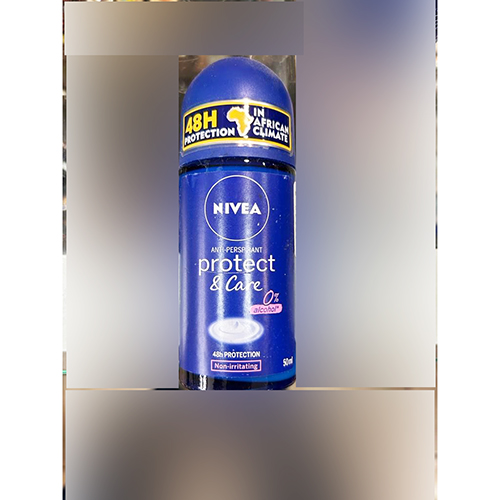 48H
PROTECTION
IN
AFRICAN
CLIMATE
NIVEA
ANTI-PERSPIRANT
protect
& Care
0%
alcohol*
48h PROTECTION
Non-irritating
50ml